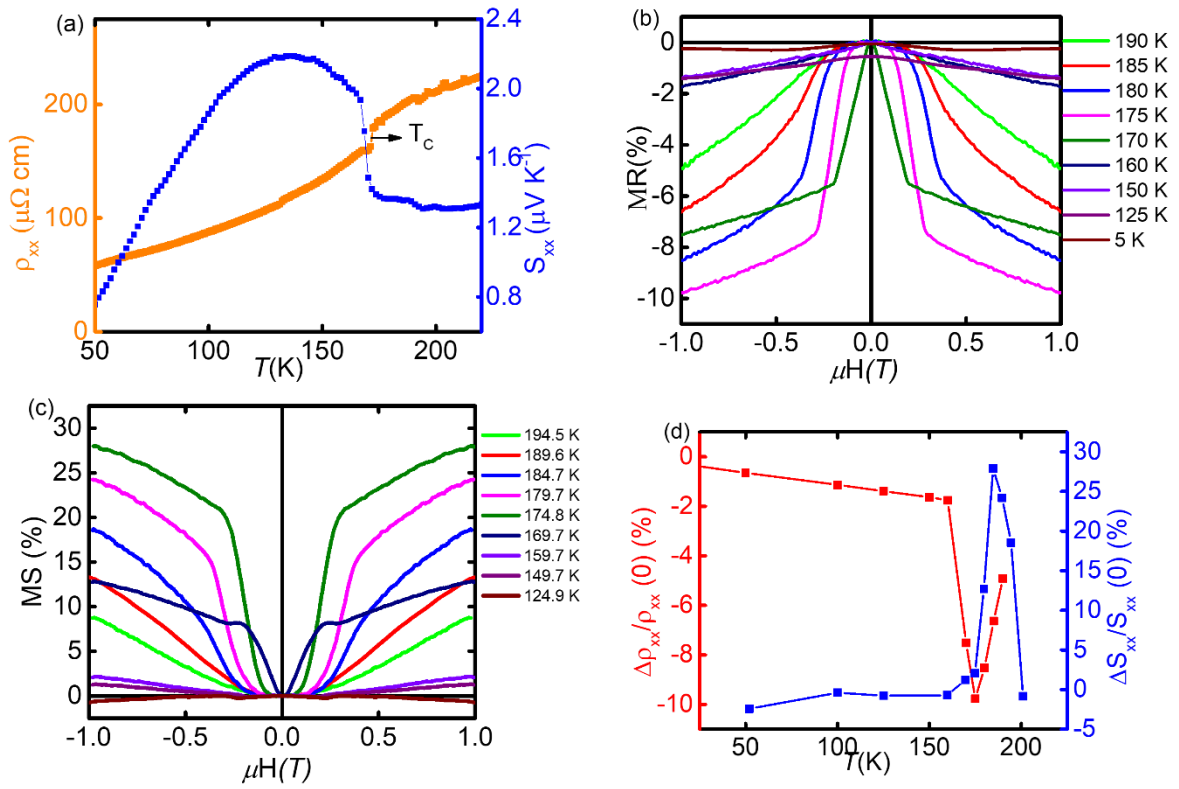 (a)
ρxx (μΩ cm)
200
100
0
50
100
150
200
T(K)
TC
2.4
2.0
1.6
1.2
0.8
Sxx (μV K-1)
(b)
MR(%)
0
-2
-4
-6
-8
-10
-1.0
-0.5
0.0
0.5
1.0
μH(T)
190 K
185 K
180 K
175 K
170 K
160 K
150 K
125 K
5 K
(c)
MS (%)
30
25
20
15
10
5
0
-1.0
-0.5
0.0
0.5
1.0
μH(T)
194.5 K
189.6 K
184.7 K
179.7 K
174.8 K
169.7 K
159.7 K
149.7 K
124.9 K
(d)
Δρxx/ρxx (0) (%)
0
-2
-4
-6
-8
-10
50
100
150
200
T(K)
30
25
20
15
10
5
0
-5
ΔSxx/Sxx (0) (%)